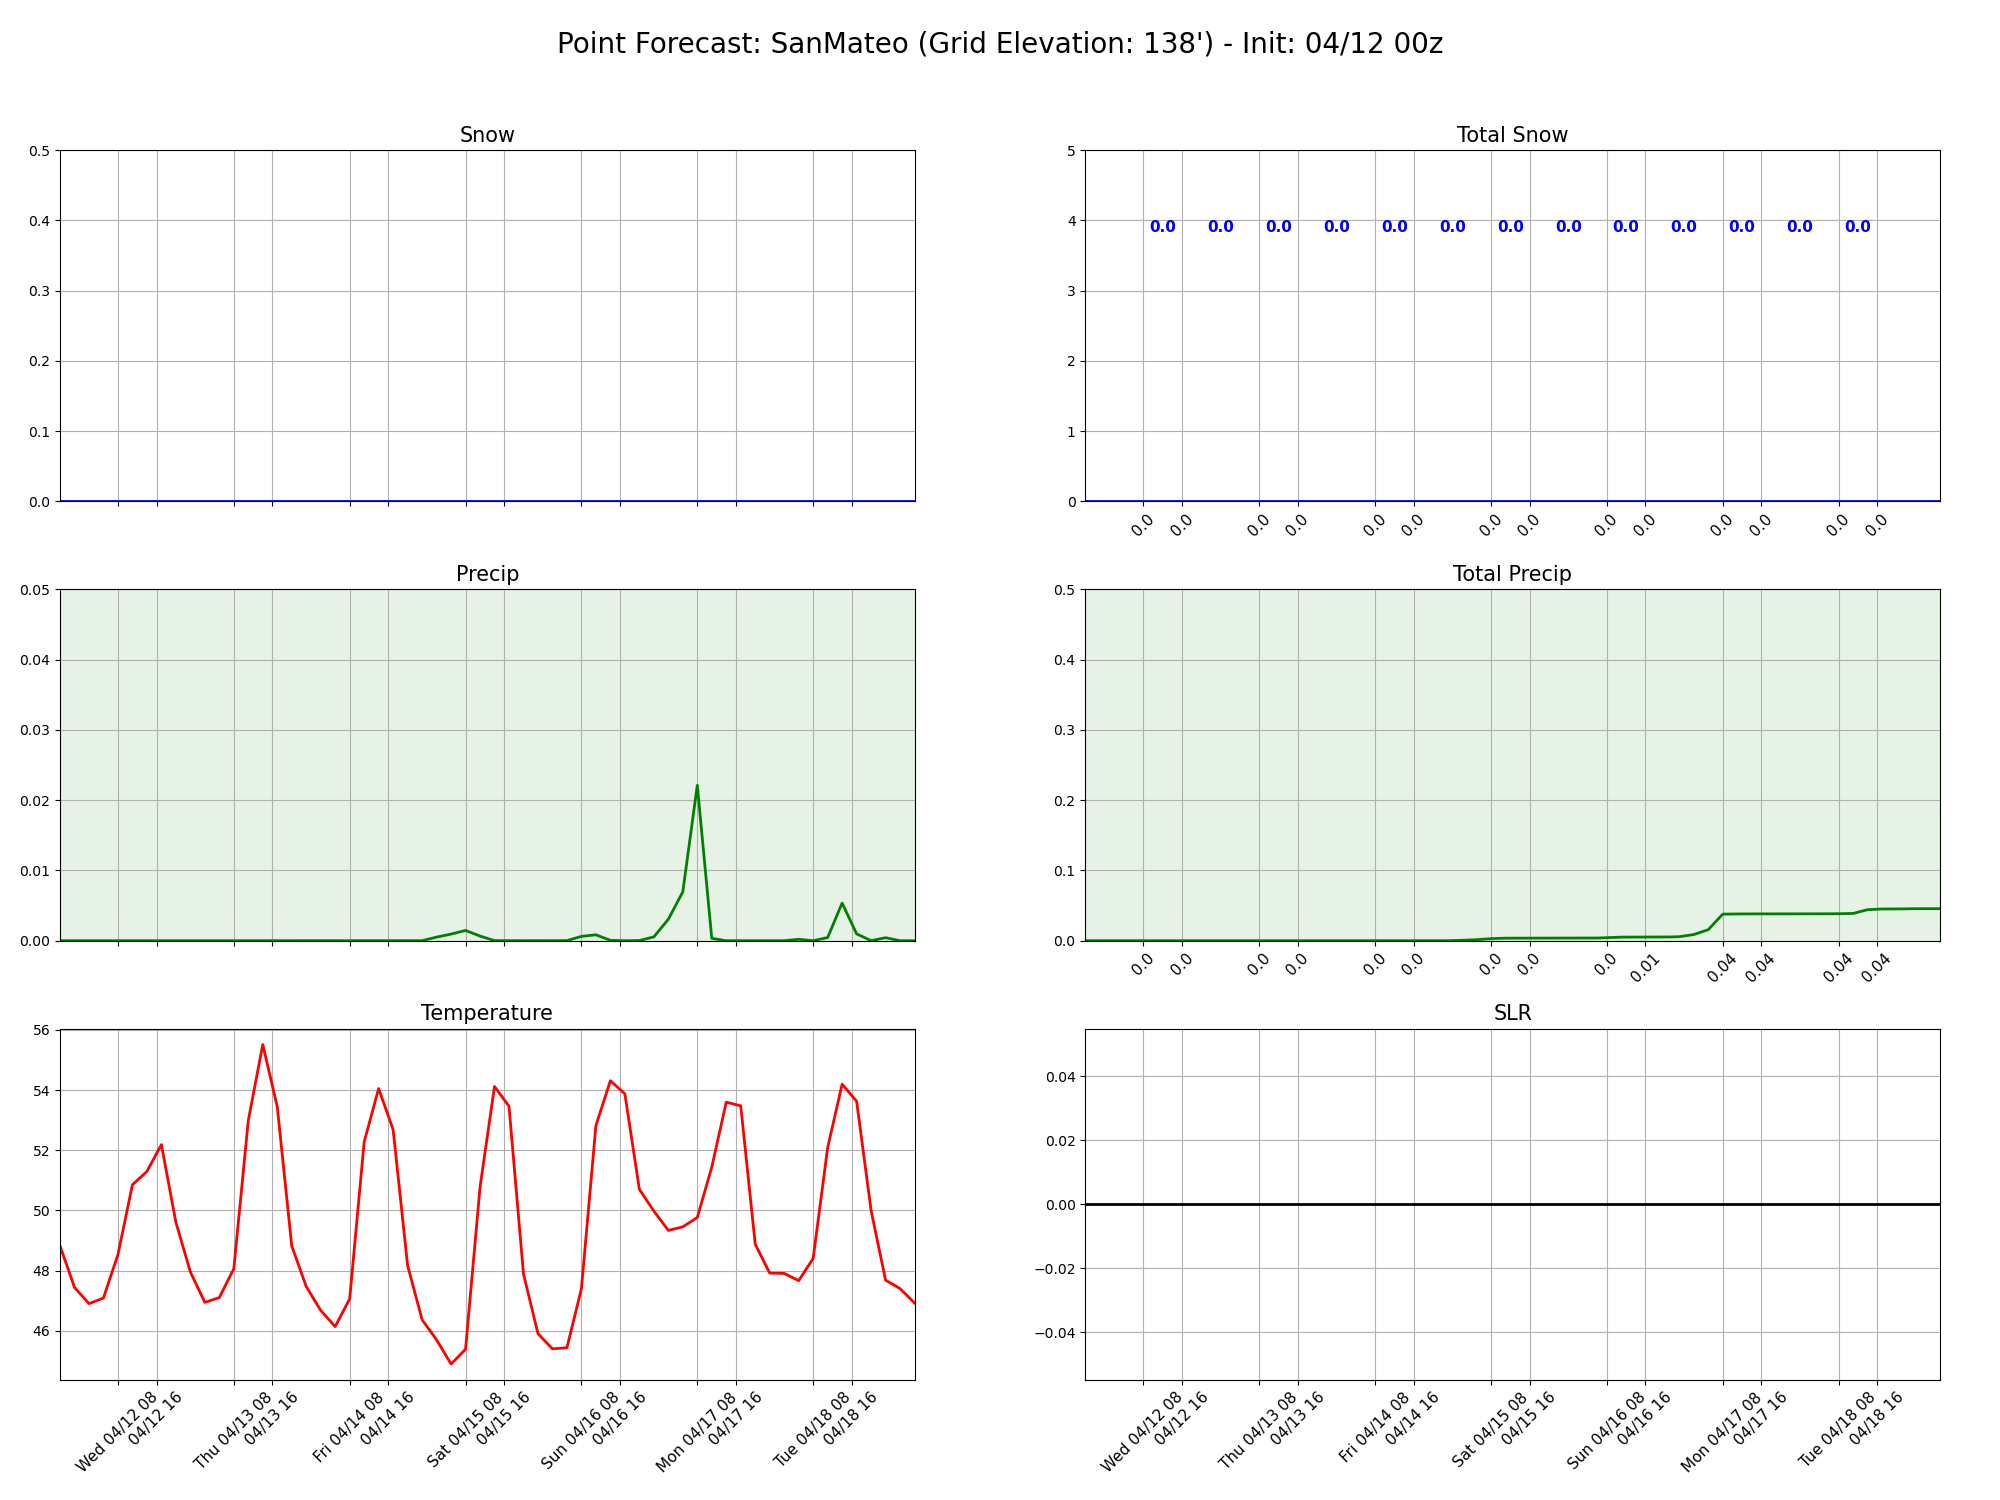 Point Forecast: SanMateo (Grid Elevation: 138') - Init: 04/12 00z
Snow
0.5
0.4
0.3
0.2
0.1
0.0
Total Snow
5
4
3
2
1
0
0.0 0.0 0.0 0.0 0.0 0.0 0.0 0.0 0.0 0.0 0.0 0.0 0.0
0.0 0.0 0.0 0.0 0.0 0.0 0.0 0.0 0.0 0.0 0.0 0.0 0.0 0.0
Precip
0.05
0.04
0.03
0.02
0.01
0.00
Total Precip
0.5
0.4
0.3
0.2
0.1
0.0
0.0 0.0 0.0 0.0 0.0 0.0 0.0 0.0 0.0 0.01 0.04 0.04 0.04 0.04
Temperature
56
54
52
50
48
46
Wed 04/12 08
04/12 16
Thu 04/13 08
04/13 16
Fri 04/14 08
04/14 16
Sat 04/15 08
04/15 16
Sun 04/16 08
04/16 16
Mon 04/17 08
04/17 16
Tue 04/18 08
04/18 16
SLR
0.04
0.02
0.00
−0.02
−0.04
Wed 04/12 08
04/12 16
Thu 04/13 08
04/13 16
Fri 04/14 08
04/14 16
Sat 04/15 08
04/15 16
Sun 04/16 08
04/16 16
Mon 04/17 08
04/17 16
Tue 04/18 08
04/18 16